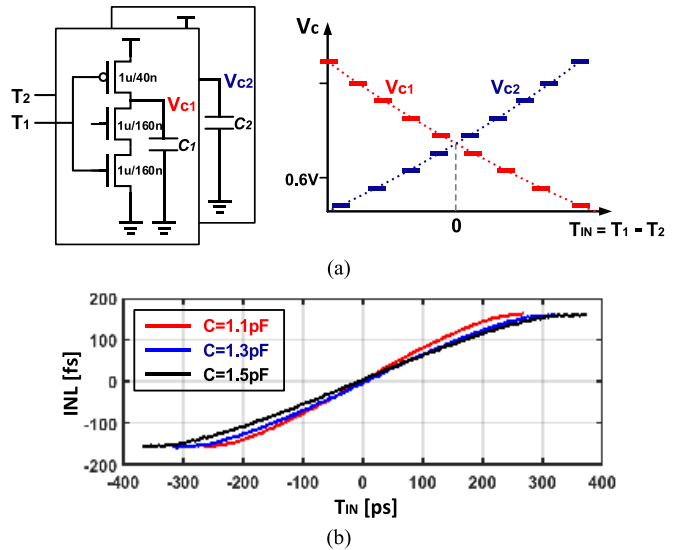 T2
T1
1u/40n
1u/160n
1u/160n
Vc1
C1
Vc2
C2
Vc
Vc1
Vc2
0.6V
0
TIN = T1 - T2
(a)
INL [fs]
200
100
0
-100
-200
C=1.1pF
C=1.3pF
C=1.5pF
-400 -300 -200 -100 0 100 200 300 400
TIN [ps]
(b)